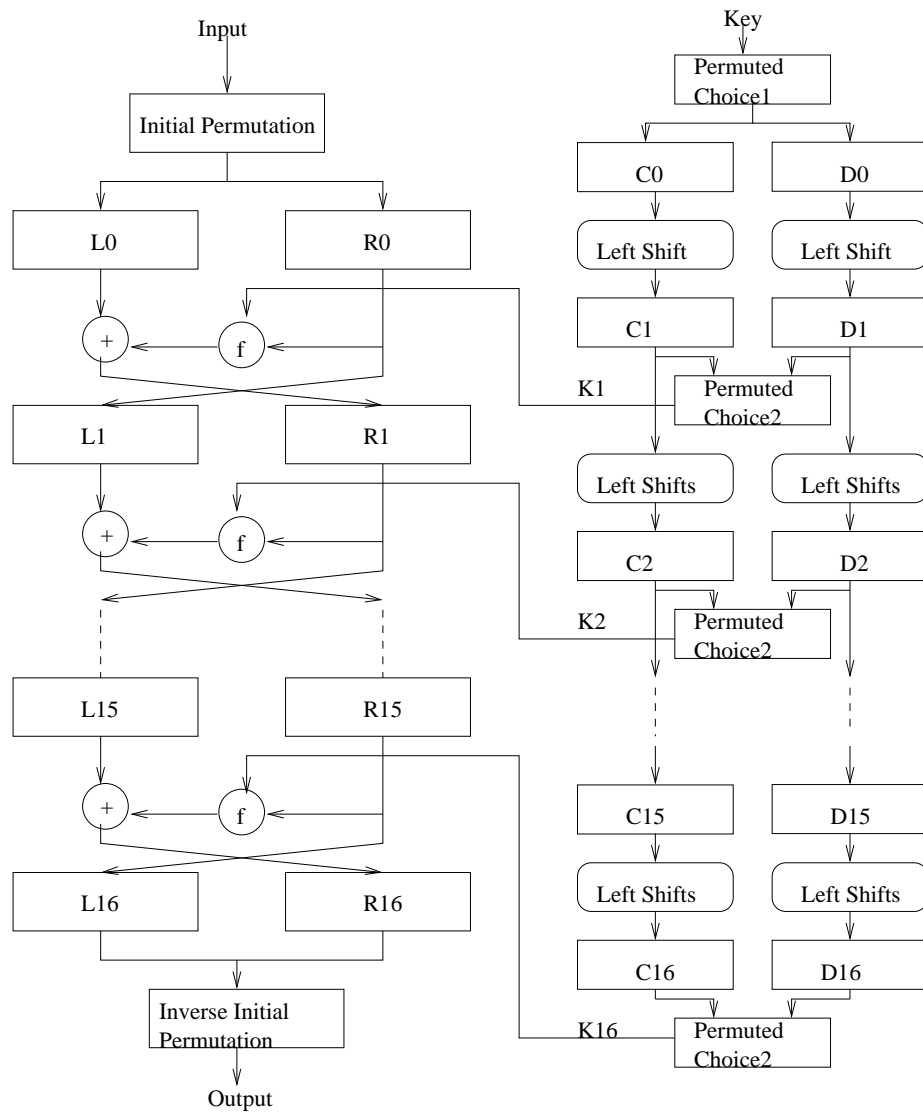 Input
Key
Permuted
Choice1
Initial Permutation
C0
D0
L0
R0
Left Shift
Left Shift
C1
D1
+
f
K1
Permuted
Choice2
L1
R1
Left Shifts
Left Shifts
+
f
C2
D2
K2
Permuted
Choice2
L15
R15
+
f
C15
D15
Left Shifts
Left Shifts
L16
R16
C16
D16
Inverse Initial
Permutation
K16
Permuted
Choice2
Output